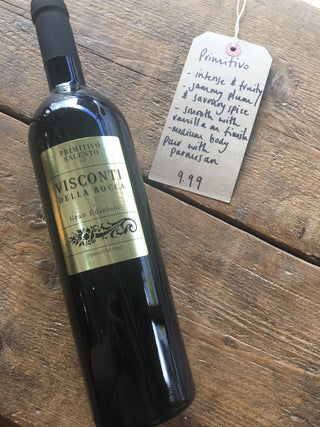 PRIMITIVO
SALENTO
VISCONTI
DELLA ROCCA
Gran Edizione
Primitivo
- intense & fruity
- jammy plum
& savoury spice
- smooth with
vanilla on finish
- medium body
Pair with
parmesan
9.99